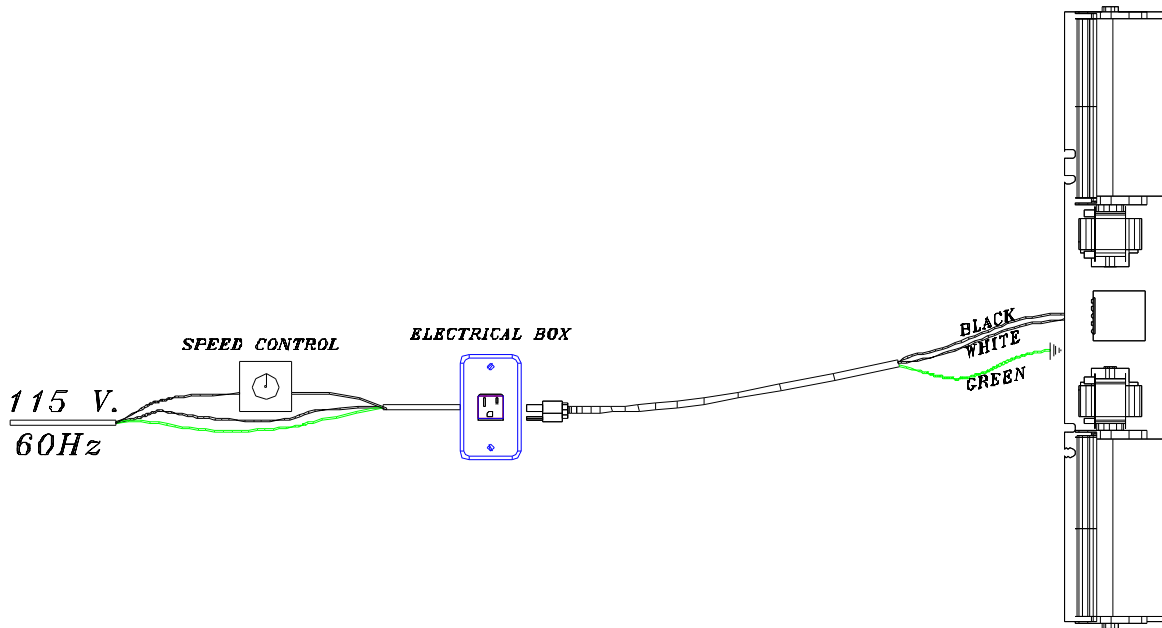 SPEED CONTROL
ELECTRICAL BOX
115 V.
60Hz
BLACK
WHITE
GREEN